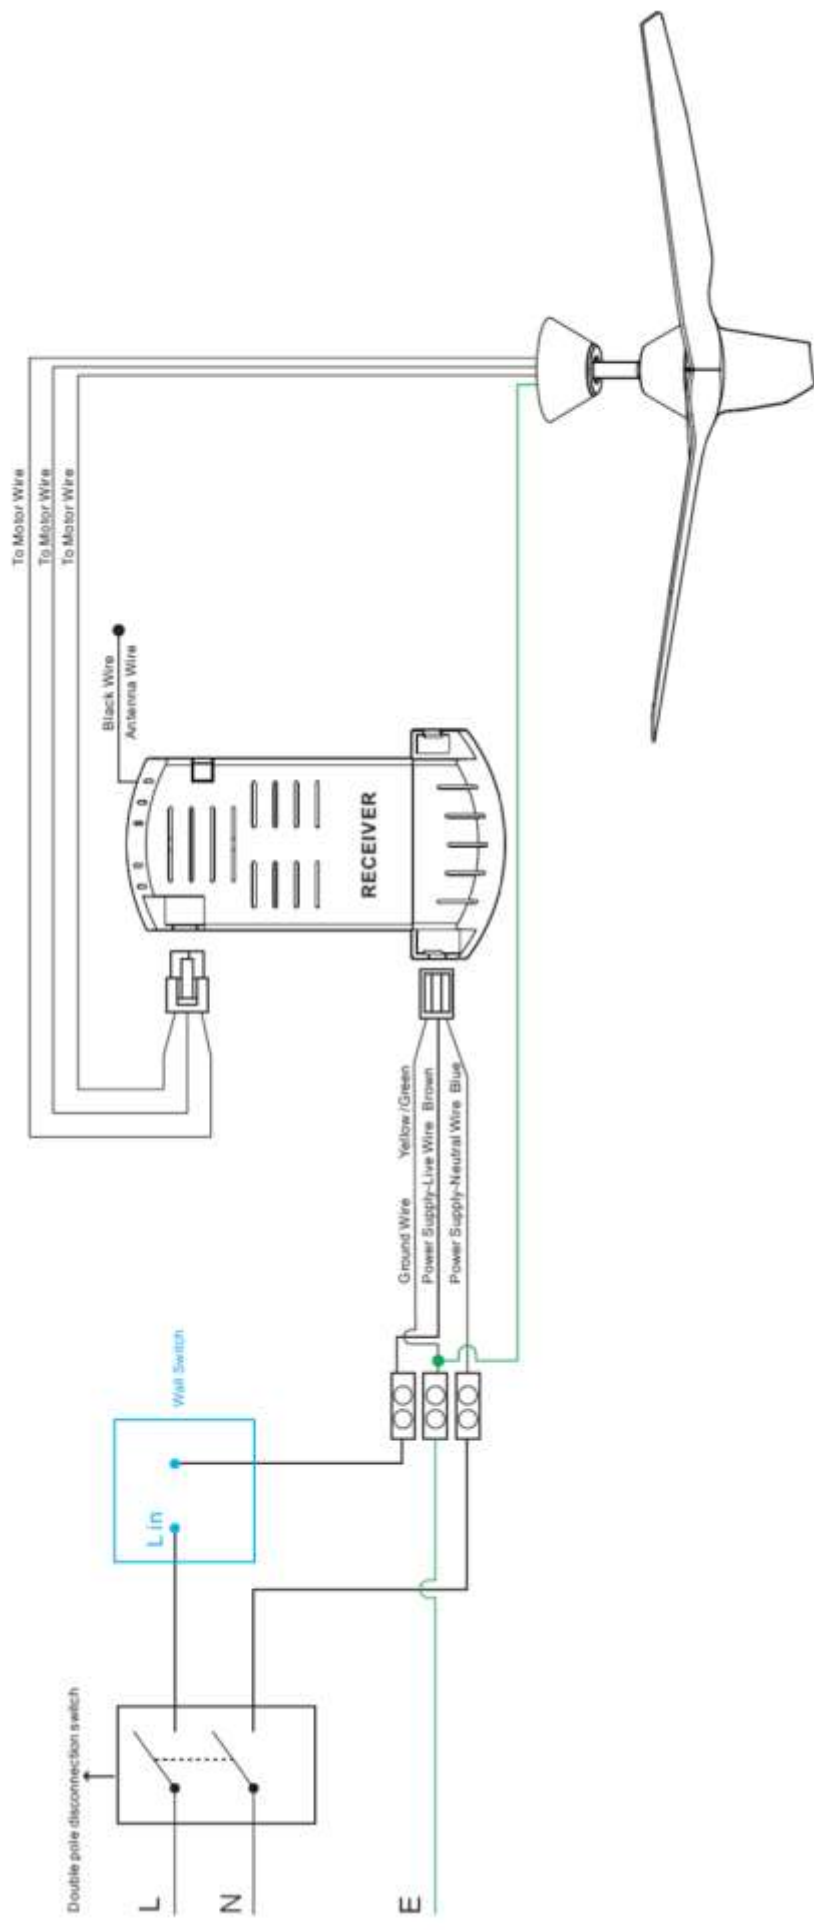 Double pole disconnection switch
L
N
E
L in
Wall Switch
Ground Wire Yellow/Green
Power Supply-Live Wire Brown
Power Supply-Neutral Wire Blue
RECEIVER
Black Wire
Antenna Wire
To Motor Wire
To Motor Wire
To Motor Wire